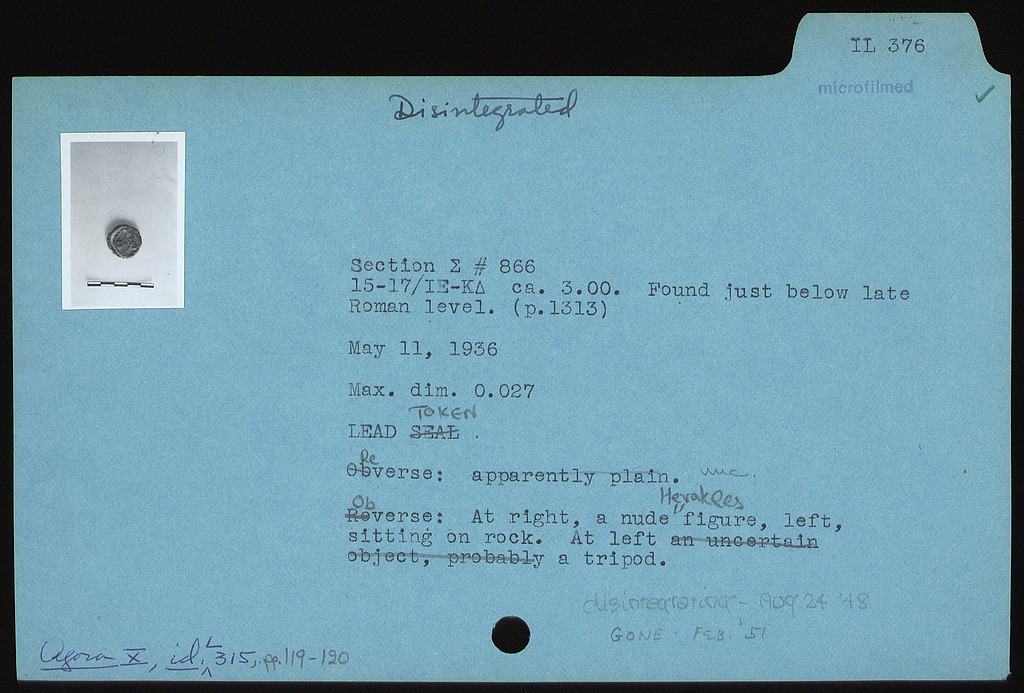 IL 376
microfilmed ✓
Disintegrated
Section Σ # 866
15-17/ΙΕ-ΚΔ ca. 3.00. Found just below late
Roman level. (p.1313)
May 11, 1936
Max. dim. 0.027
TOKEN
LEAD SEAL .
Re
Obverse: apparently plain.
Herakles
Ob
Reverse: At right, a nude figure, left,
sitting on rock. At left an uncertain
object, probably a tripod.
disintegrating - Aug 24 '48
GONE - FEB. '51
Agora X, id., L 315, pp. 119-120